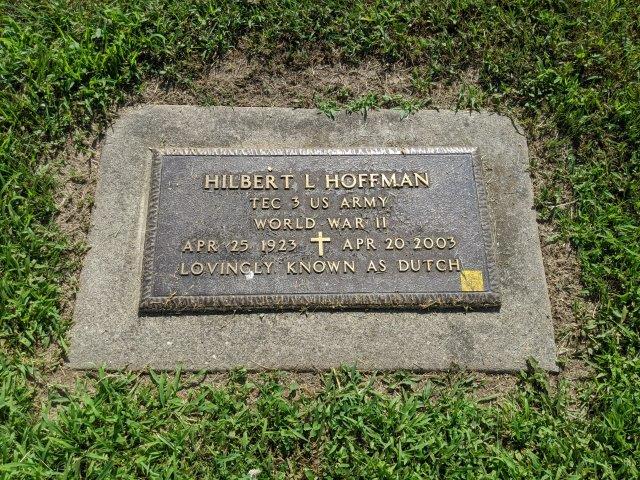 HILBERT L HOFFMAN
TEC 3 US ARMY
WORLD WAR II
APR 25 1923 ✝ APR 20 2003
LOVINGLY KNOWN AS DUTCH